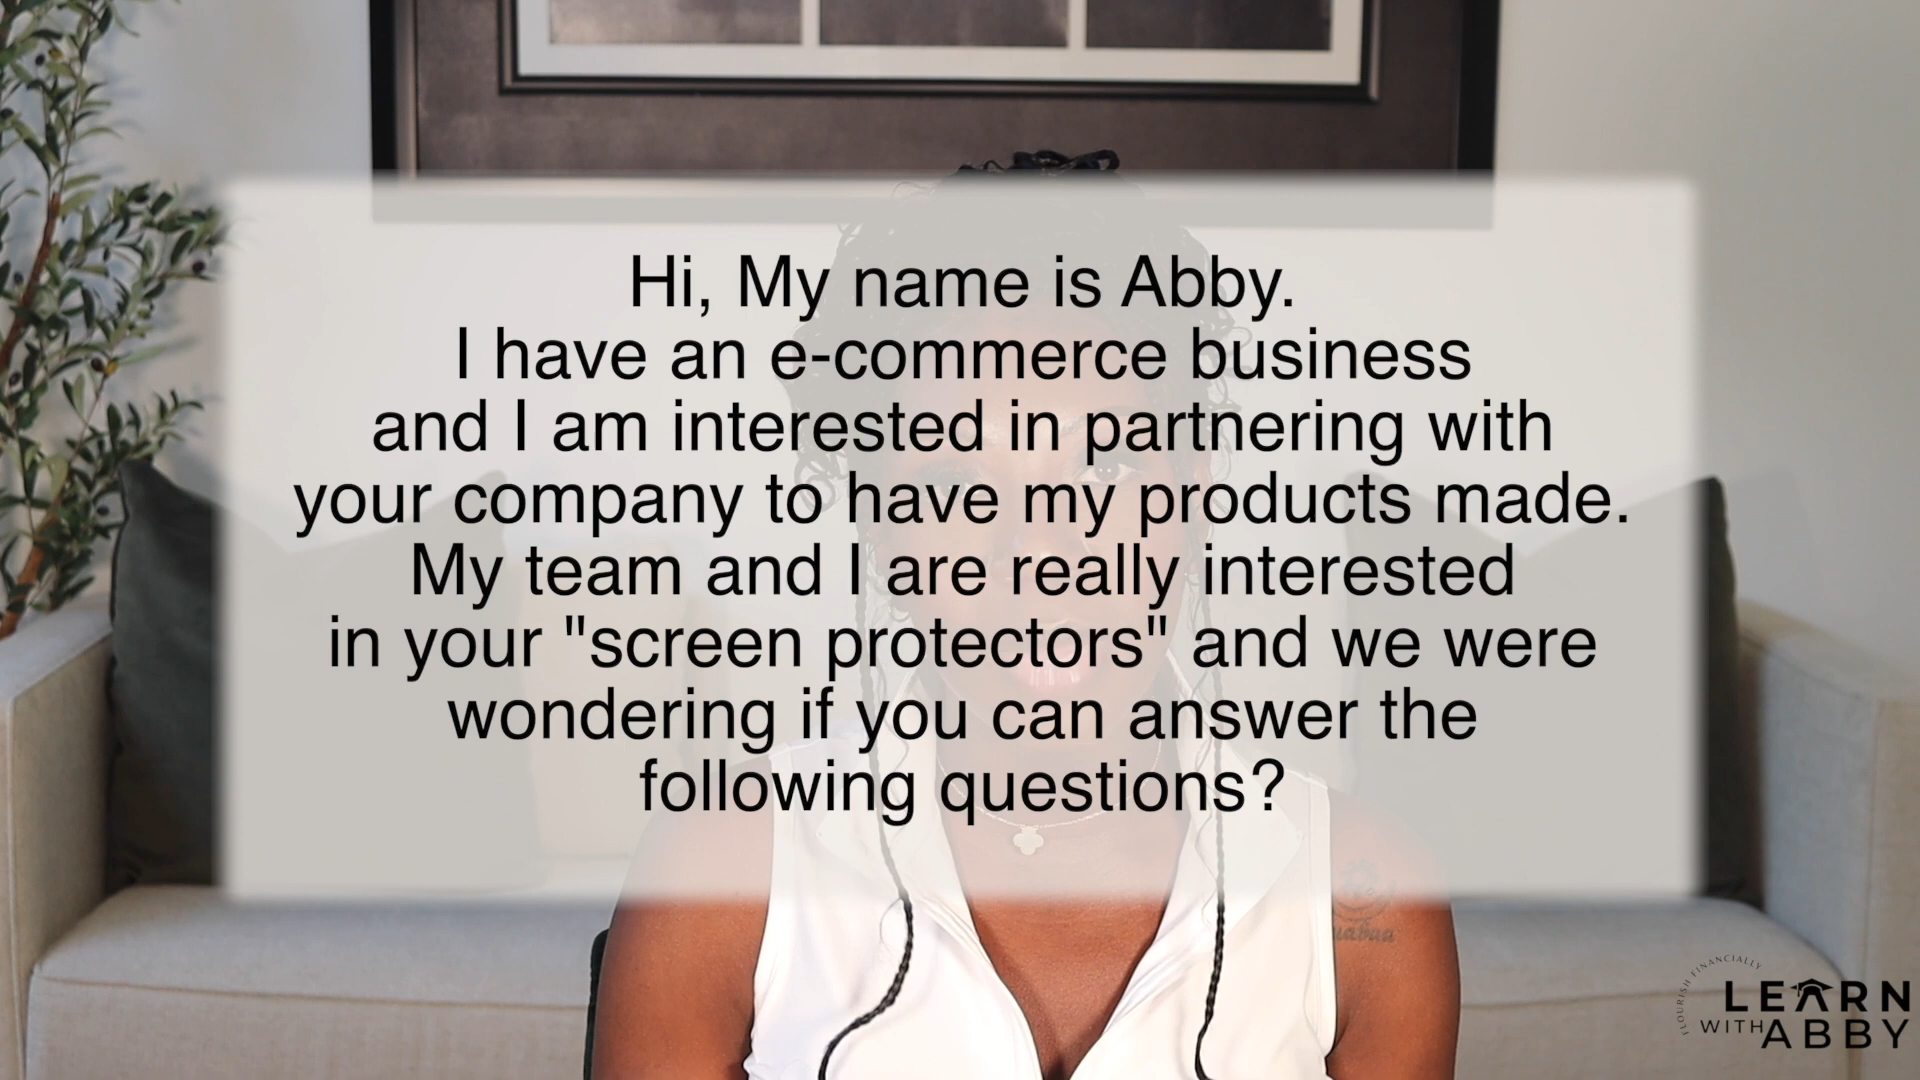 Hi, My name is Abby.
I have an e-commerce business
and I am interested in partnering with
your company to have my products made.
My team and I are really interested
in your "screen protectors" and we were
wondering if you can answer the
following questions?
FLOURISH FINANCIALLY
LEARN
WITH ABBY